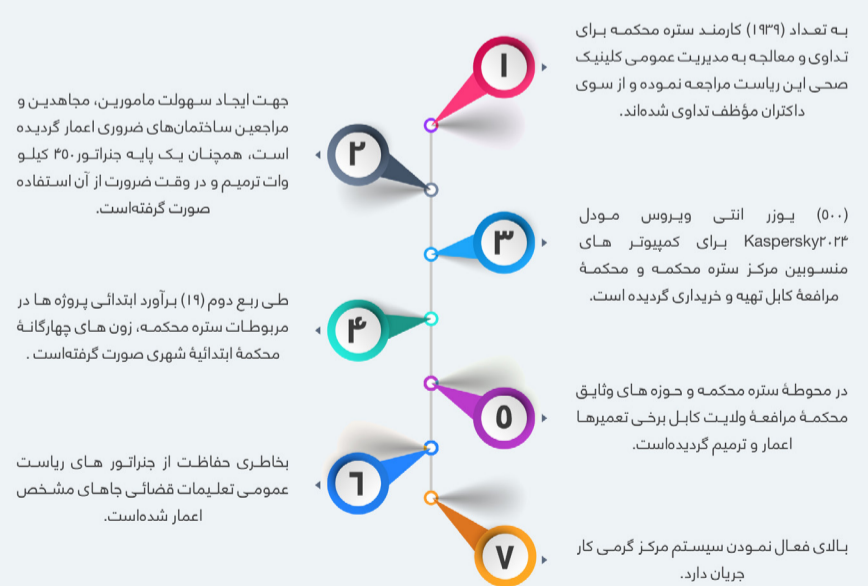 ۱
به تعداد (۱۹۳۹) کارمند ستره محکمه برای
تداوی و معالجه به مدیریت عمومی کلینیک
صحی این ریاست مراجعه نموده و از سوی
داکتران مؤظف تداوی شده‌اند.
۲
جهت ایجاد سهولت مامورین، مجاهدین و
مراجعین ساختمان‌های ضروری اعمار گردیده
است، همچنان یک پایه جنراتور ۴۵۰ کیلو
وات ترمیم و در وقت ضرورت از آن استفاده
صورت گرفته‌است.
۳
(۵۰۰) یوزر انتی ویروس مودل
Kaspersky۲۰۲۴ برای کمپیوتر های
منسوبین مرکز ستره محکمه و محکمهٔ
مرافعهٔ کابل تهیه و خریداری گردیده است.
۴
طی ربع دوم (۱۹) برآورد ابتدائی پروژه ها در
مربوطات ستره محکمه، زون های چهارگانهٔ
محکمهٔ ابتدائیهٔ شهری صورت گرفته‌است .
۵
در محوطهٔ ستره محکمه و حوزه های وثایق
محکمهٔ مرافعهٔ ولایت کابل برخی تعمیرها
اعمار و ترمیم گردیده‌است.
۶
بخاطری حفاظت از جنراتور های ریاست
عمومی تعلیمات قضائی جاهای مشخص
اعمار شده‌است.
۷
بالای فعال نمودن سیستم مرکز گرمی کار
جریان دارد.